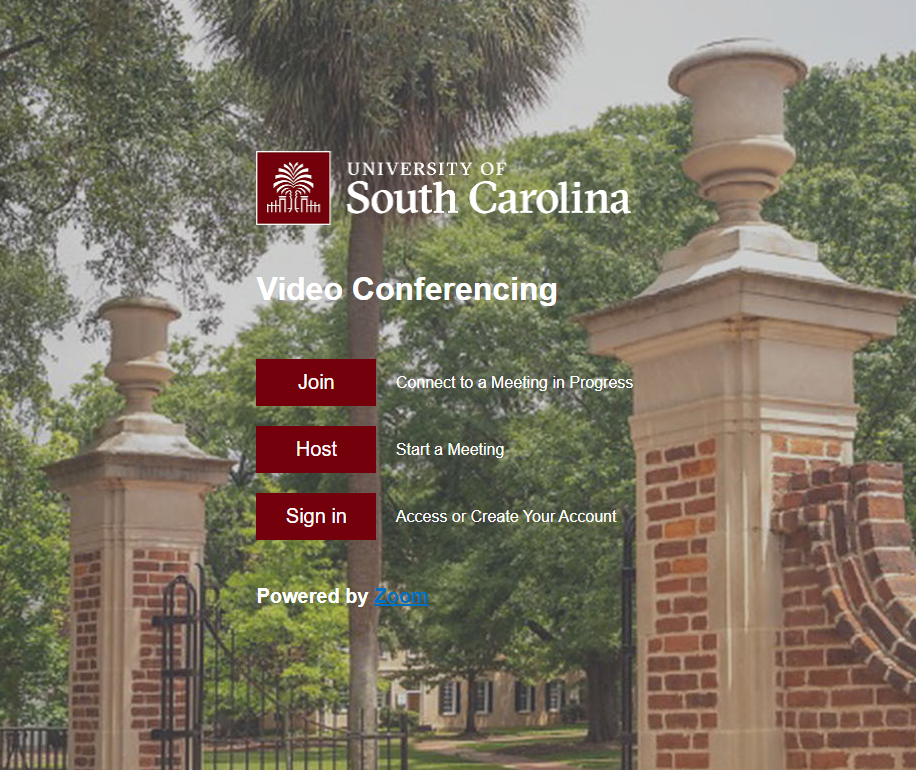 UNIVERSITY OF
South Carolina
Video Conferencing
Join Connect to a Meeting in Progress
Host Start a Meeting
Sign in Access or Create Your Account
Powered by Zoom